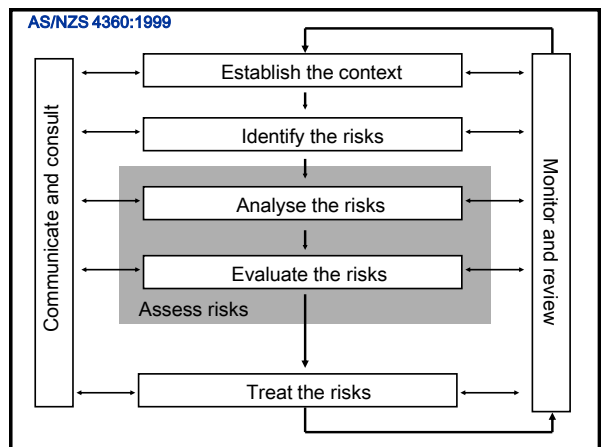 AS/NZS 4360:1999
Establish the context
Identify the risks
Analyse the risks
Evaluate the risks
Assess risks
Treat the risks
Communicate and consult
Monitor and review